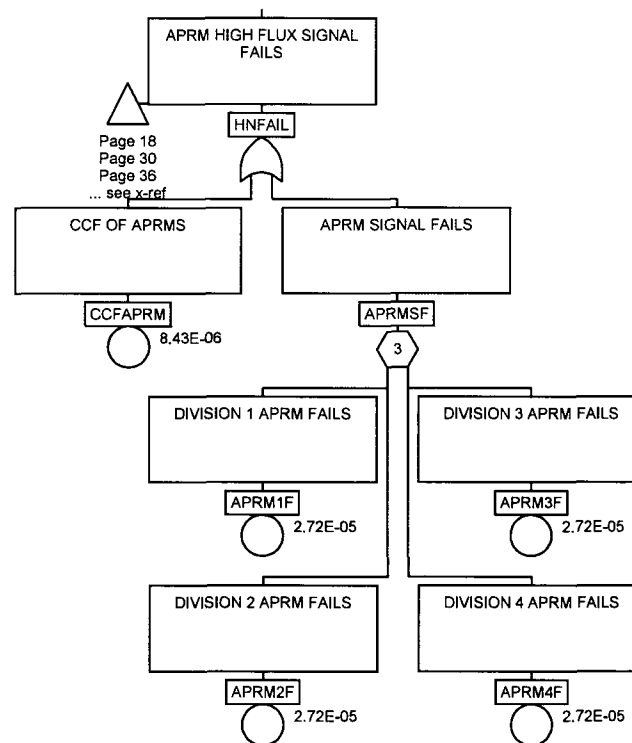 APRM HIGH FLUX SIGNAL
FAILS
HNFAIL
Page 18
Page 30
Page 36
... see x-ref
CCF OF APRMS
CCFAPRM
8.43E-06
APRM SIGNAL FAILS
APRMSF
3
DIVISION 1 APRM FAILS
APRM1F
2.72E-05
DIVISION 3 APRM FAILS
APRM3F
2.72E-05
DIVISION 2 APRM FAILS
APRM2F
2.72E-05
DIVISION 4 APRM FAILS
APRM4F
2.72E-05